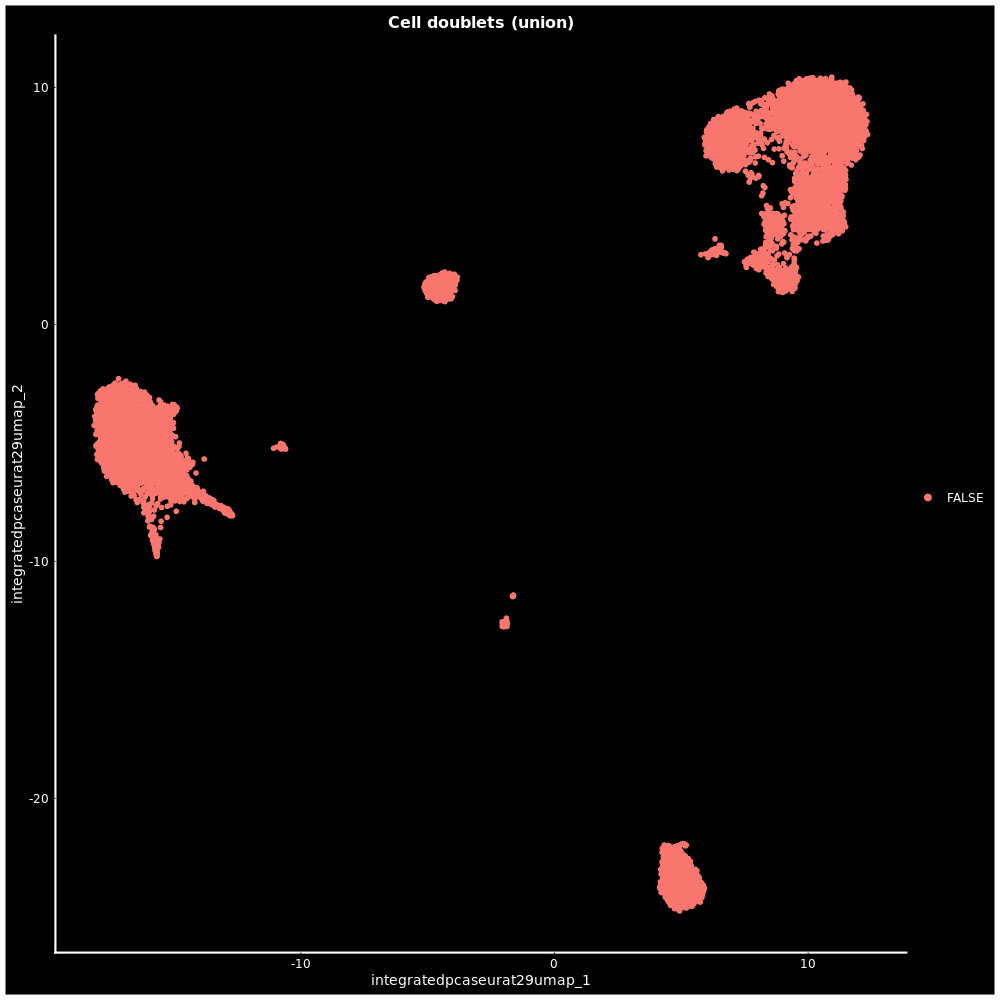 Cell doublets (union)
10
0
-10
-20
integratedpcaseurat29umap_2
FALSE
-10
0
10
integratedpcaseurat29umap_1